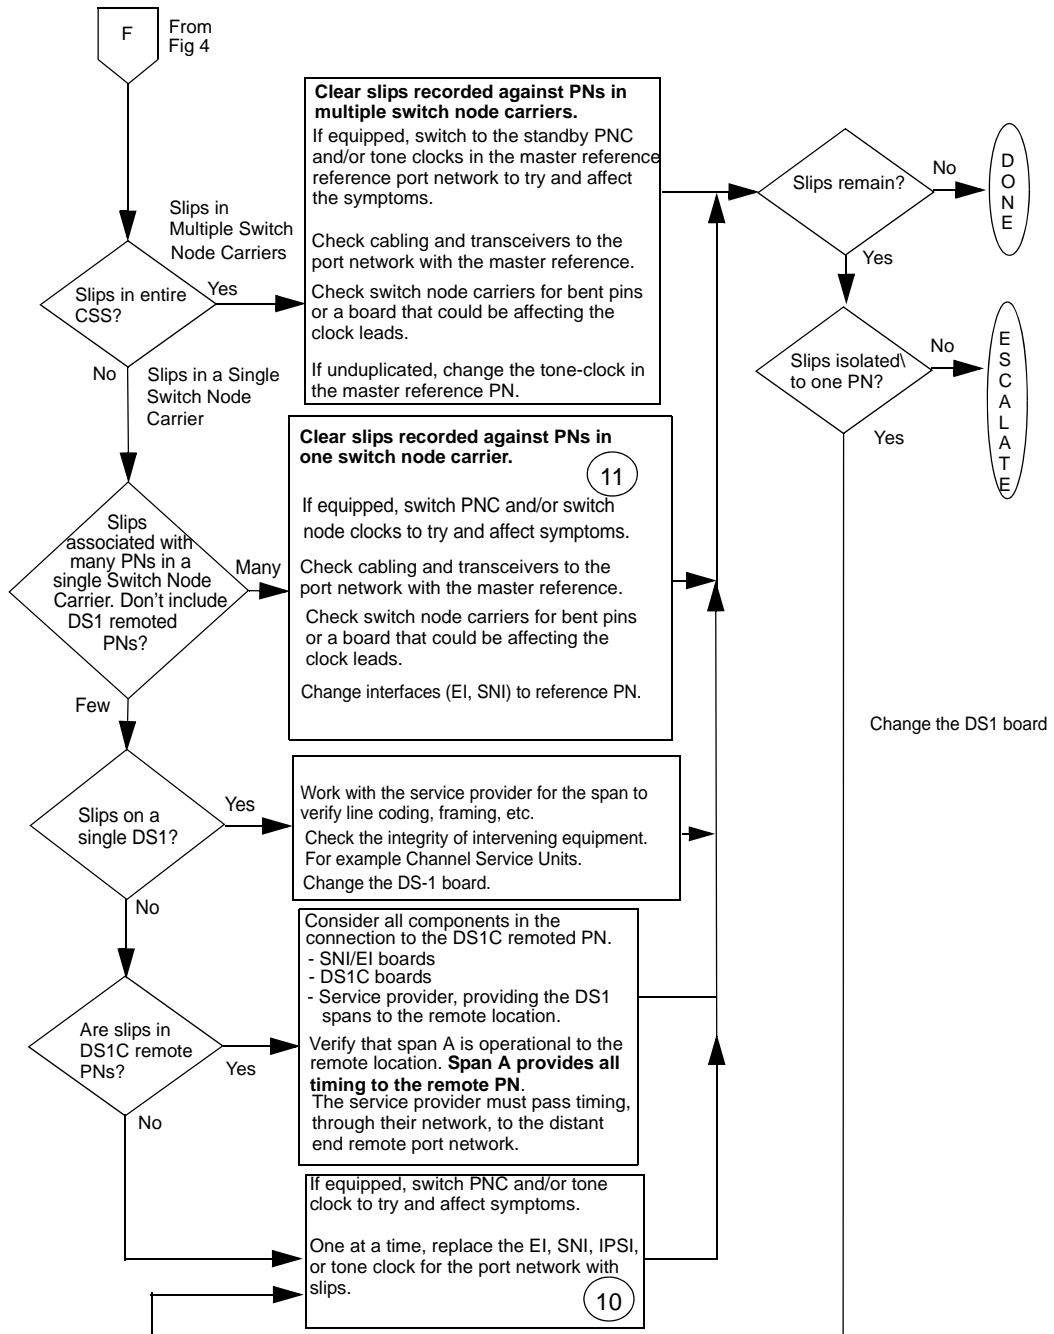 F
From
Fig 4
Clear slips recorded against PNs in
multiple switch node carriers.
If equipped, switch to the standby PNC
and/or tone clocks in the master reference
reference port network to try and affect
the symptoms.
Check cabling and transceivers to the
port network with the master reference.
Check switch node carriers for bent pins
or a board that could be affecting the
clock leads.
If unduplicated, change the tone-clock in
the master reference PN.
Slips in
Multiple Switch
Node Carriers
Slips in entire
CSS?
Yes
No
Slips in a Single
Switch Node
Carrier
Slips remain?
No
DONE
Yes
Slips isolated\
to one PN?
No
ESCALATE
Yes
Clear slips recorded against PNs in
one switch node carrier.
11
If equipped, switch PNC and/or switch
node clocks to try and affect symptoms.
Check cabling and transceivers to the
port network with the master reference.
Check switch node carriers for bent pins
or a board that could be affecting the
clock leads.
Change interfaces (EI, SNI) to reference PN.
Slips
associated with
many PNs in a
single Switch Node
Carrier. Don't include
DS1 remoted
PNs?
Many
Few
Change the DS1 board
Slips on a
single DS1?
Yes
No
Work with the service provider for the span to
verify line coding, framing, etc.
Check the integrity of intervening equipment.
For example Channel Service Units.
Change the DS-1 board.
Are slips in
DS1C remote
PNs?
Yes
No
Consider all components in the
connection to the DS1C remoted PN.
- SNI/EI boards
- DS1C boards
- Service provider, providing the DS1
spans to the remote location.
Verify that span A is operational to the
remote location. Span A provides all
timing to the remote PN.
The service provider must pass timing,
through their network, to the distant
end remote port network.
If equipped, switch PNC and/or tone
clock to try and affect symptoms.
One at a time, replace the EI, SNI, IPSI,
or tone clock for the port network with
slips.
10